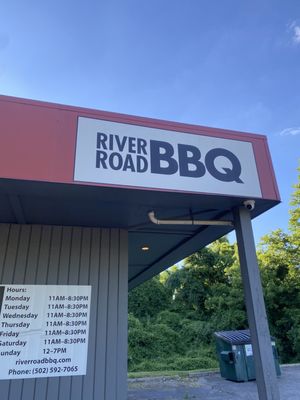 RIVER
ROAD
BBQ
Hours:
Monday 11AM-8:30PM
Tuesday 11AM-8:30PM
Wednesday 11AM-8:30PM
Thursday 11AM-8:30PM
Friday 11AM-8:30PM
Saturday 11AM-8:30PM
Sunday 12-7PM
riverroadbbq.com
Phone: (502) 592-7065